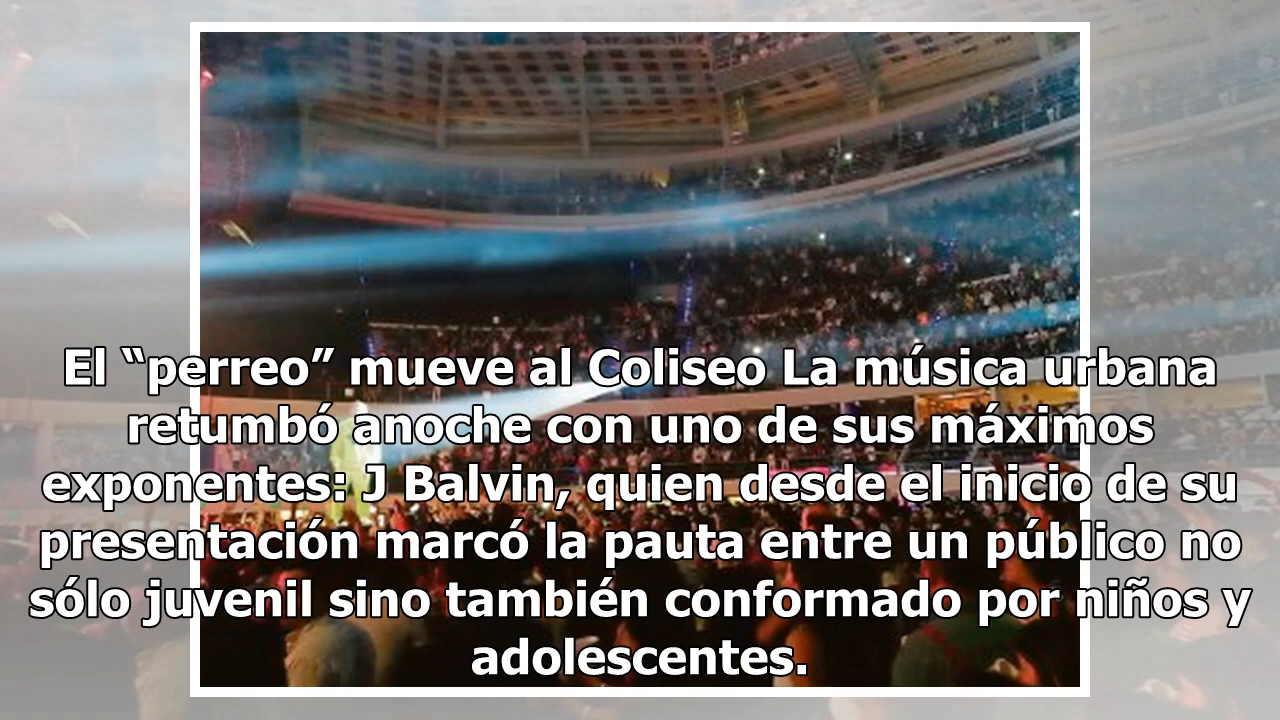 El “perreo” mueve al Coliseo La música urbana
retumbó anoche con uno de sus máximos
exponentes: J Balvin, quien desde el inicio de su
presentación marcó la pauta entre un público no
sólo juvenil sino también conformado por niños y
adolescentes.